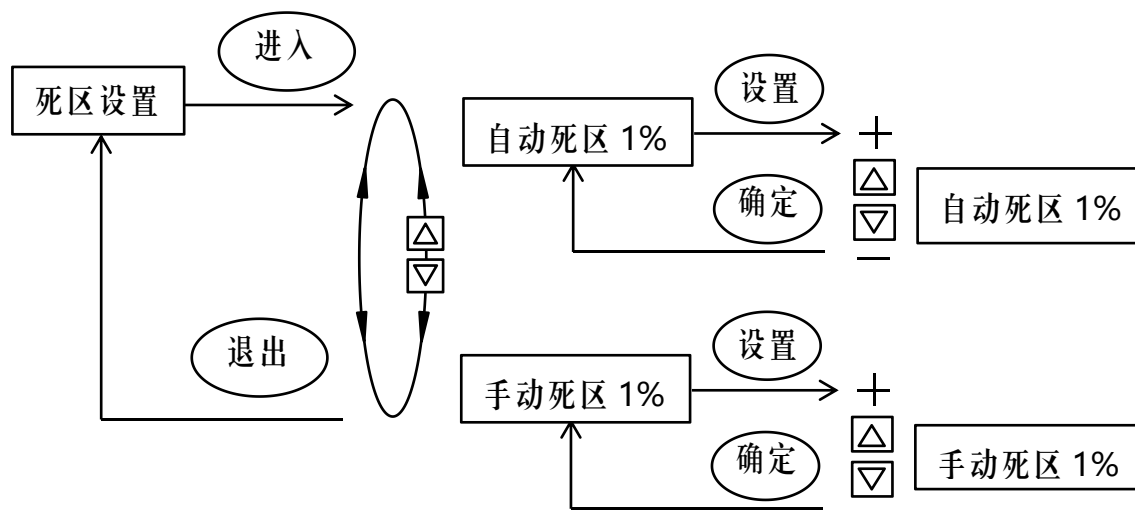 进入
死区设置
设置
自动死区 1%
+
确定
自动死区 1%
−
退出
设置
手动死区 1%
+
确定
手动死区 1%